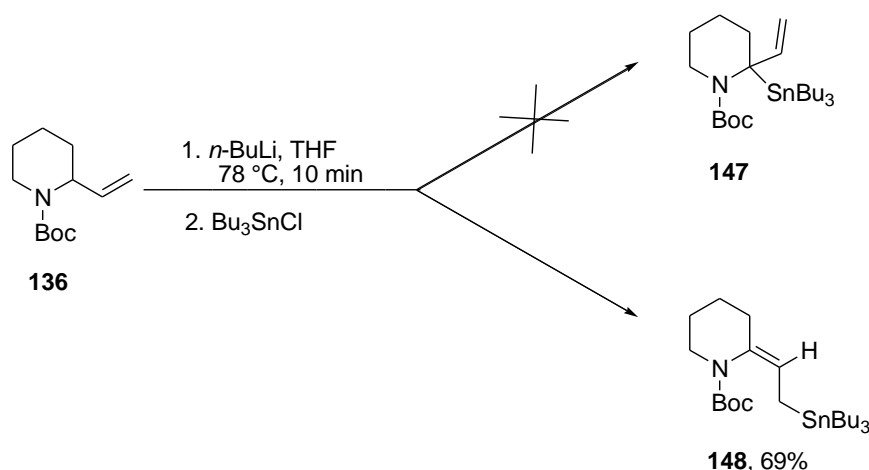 N
Boc
136
1. n-BuLi, THF
78 °C, 10 min
2. Bu3SnCl
N
Boc
SnBu3
147
N
Boc
H
SnBu3
148, 69%